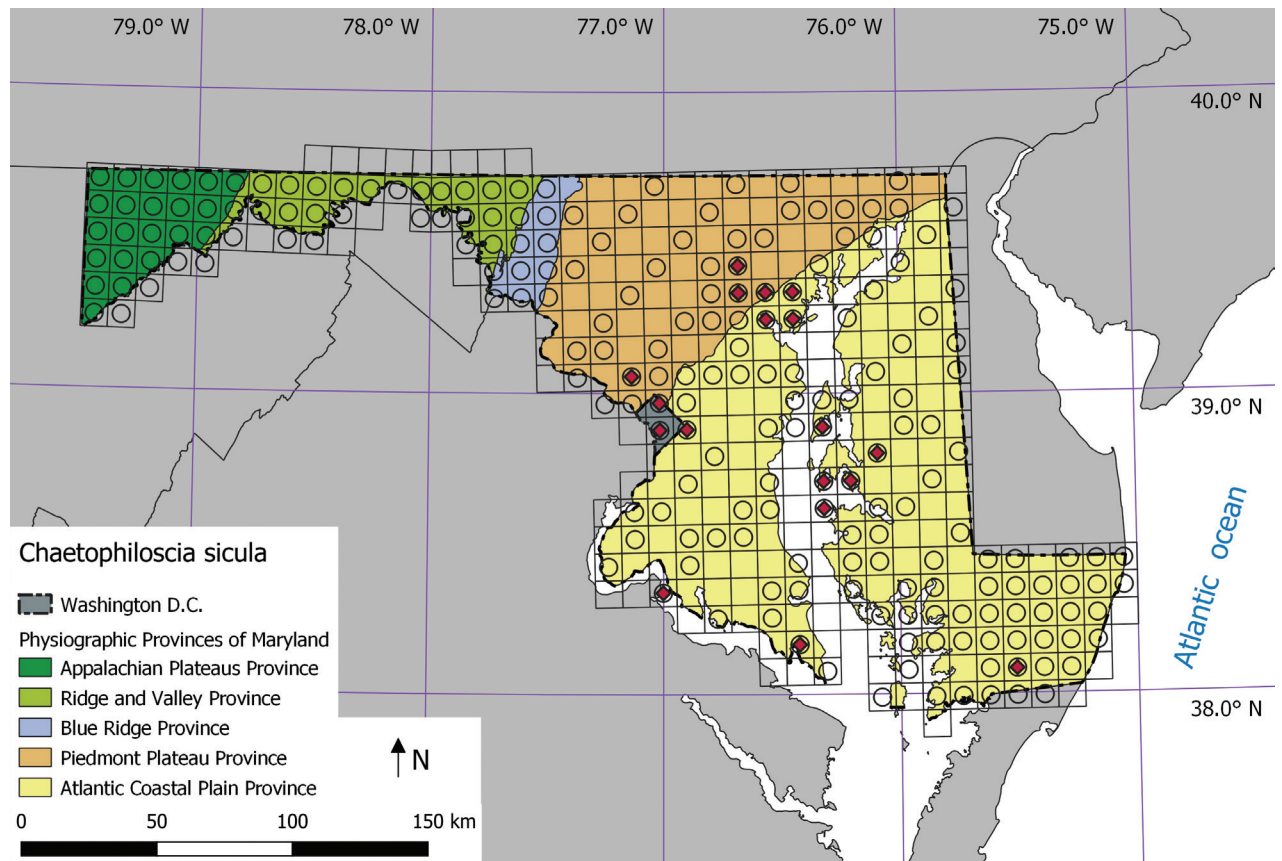 79.0° W 78.0° W 77.0° W 76.0° W 75.0° W
40.0° N
39.0° N
38.0° N
Atlantic ocean
Chaetophiloscia sicula
Washington D.C.
Physiographic Provinces of Maryland
Appalachian Plateaus Province
Ridge and Valley Province
Blue Ridge Province
Piedmont Plateau Province
Atlantic Coastal Plain Province
N
0 50 100 150 km